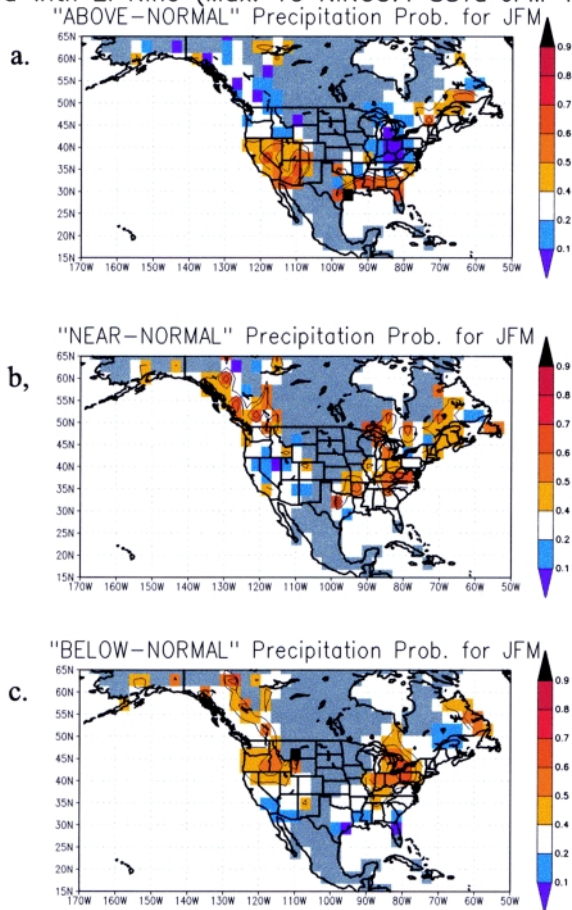 "ABOVE-NORMAL" Precipitation Prob. for JFM
a.
65N
60N
55N
50N
45N
40N
35N
30N
25N
20N
15N
170W 160W 150W 140W 130W 120W 110W 100W 90W 80W 70W 60W 50W
0.9
0.8
0.7
0.6
0.5
0.4
0.2
0.1
"NEAR-NORMAL" Precipitation Prob. for JFM
b,
65N
60N
55N
50N
45N
40N
35N
30N
25N
20N
15N
170W 160W 150W 140W 130W 120W 110W 100W 90W 80W 70W 60W 50W
0.9
0.8
0.7
0.6
0.5
0.4
0.2
0.1
"BELOW-NORMAL" Precipitation Prob. for JFM
c.
65N
60N
55N
50N
45N
40N
35N
30N
25N
20N
15N
170W 160W 150W 140W 130W 120W 110W 100W 90W 80W 70W 60W 50W
0.9
0.8
0.7
0.6
0.5
0.4
0.2
0.1